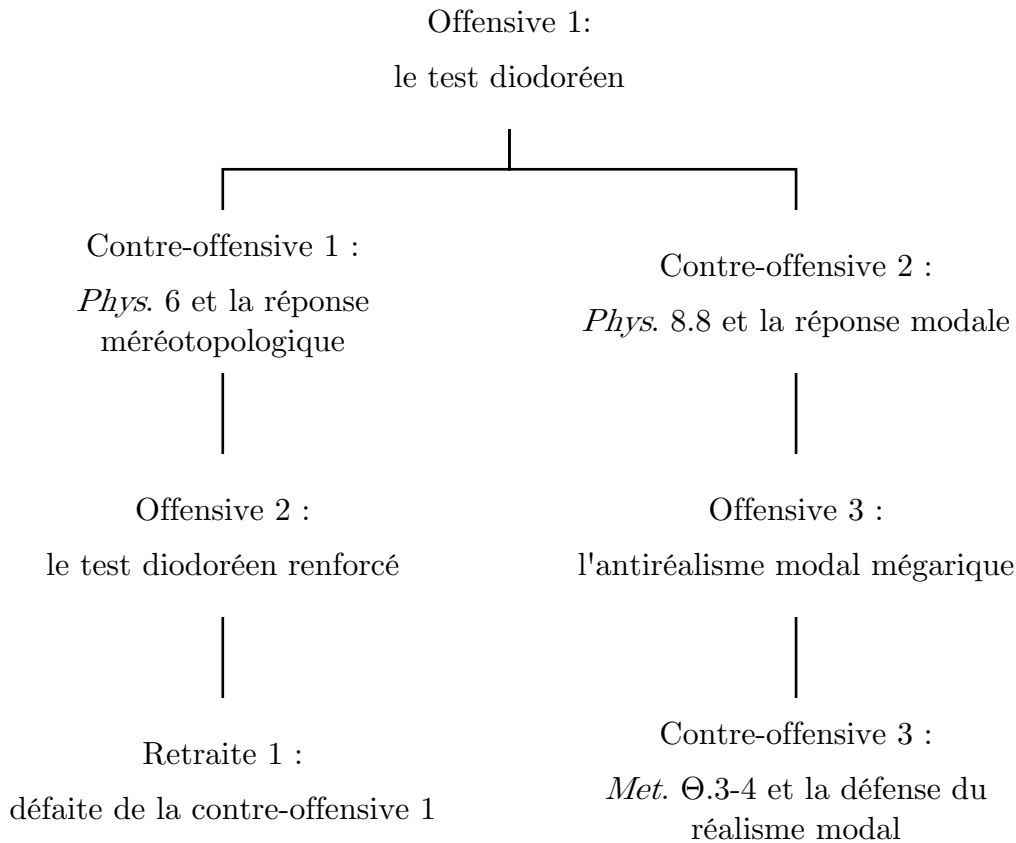 Offensive 1:
le test diodoréen
Contre-offensive 1 :
Phys. 6 et la réponse
méréotopologique
Contre-offensive 2 :
Phys. 8.8 et la réponse modale
Offensive 2 :
le test diodoréen renforcé
Offensive 3 :
l'antiréalisme modal mégarique
Retraite 1 :
défaite de la contre-offensive 1
Contre-offensive 3 :
Met. Θ.3-4 et la défense du
réalisme modal